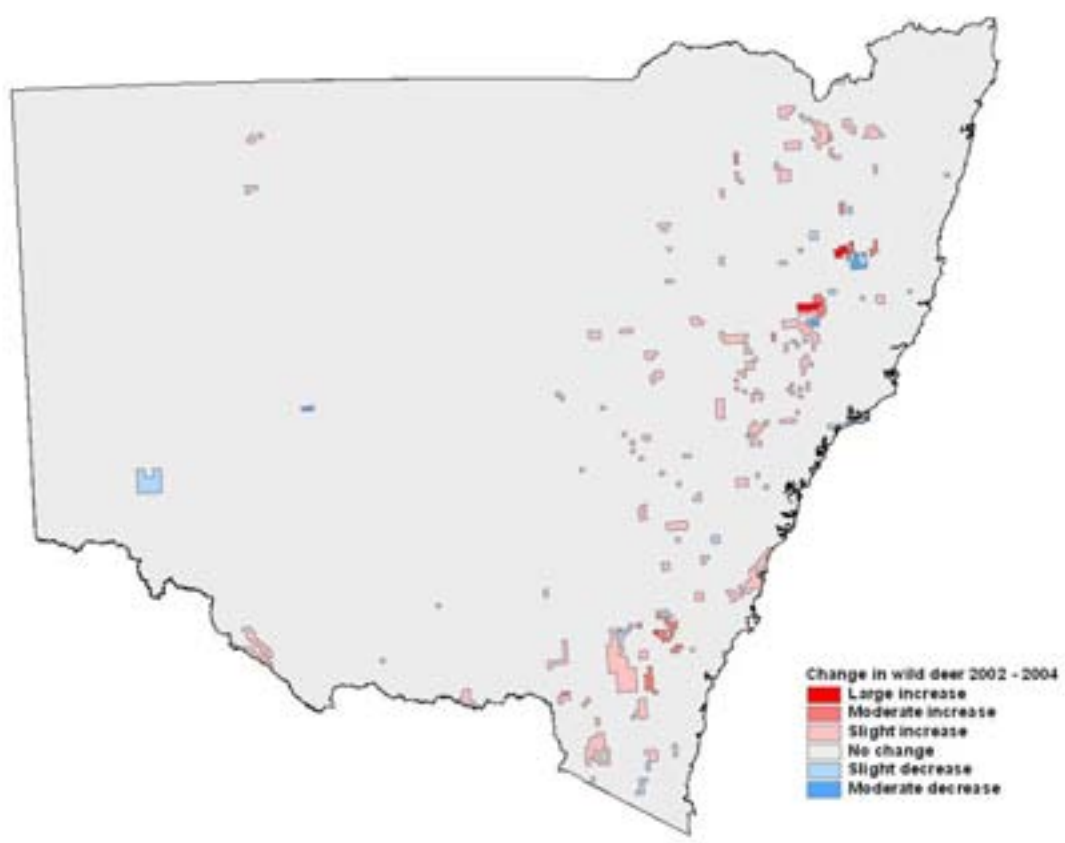 Change in wild deer 2002 - 2004
Large increase
Moderate increase
Slight increase
No change
Slight decrease
Moderate decrease